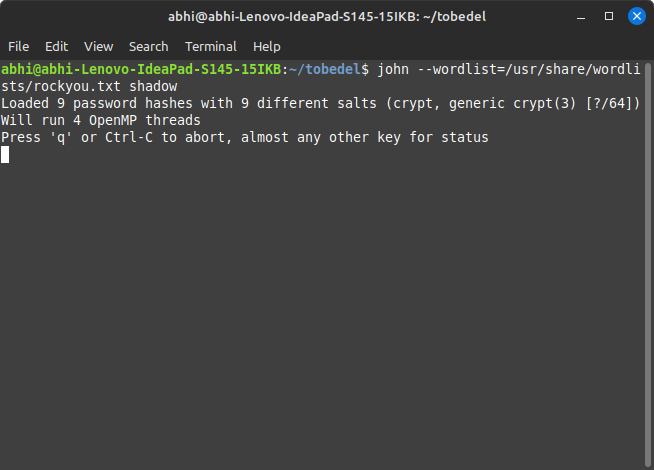 abhi@abhi-Lenovo-IdeaPad-S145-15IKB: ~/tobedel
File Edit View Search Terminal Help
abhi@abhi-Lenovo-IdeaPad-S145-15IKB:~/tobedel$ john --wordlist=/usr/share/wordli
sts/rockyou.txt shadow
Loaded 9 password hashes with 9 different salts (crypt, generic crypt(3) [?/64])
Will run 4 OpenMP threads
Press 'q' or Ctrl-C to abort, almost any other key for status